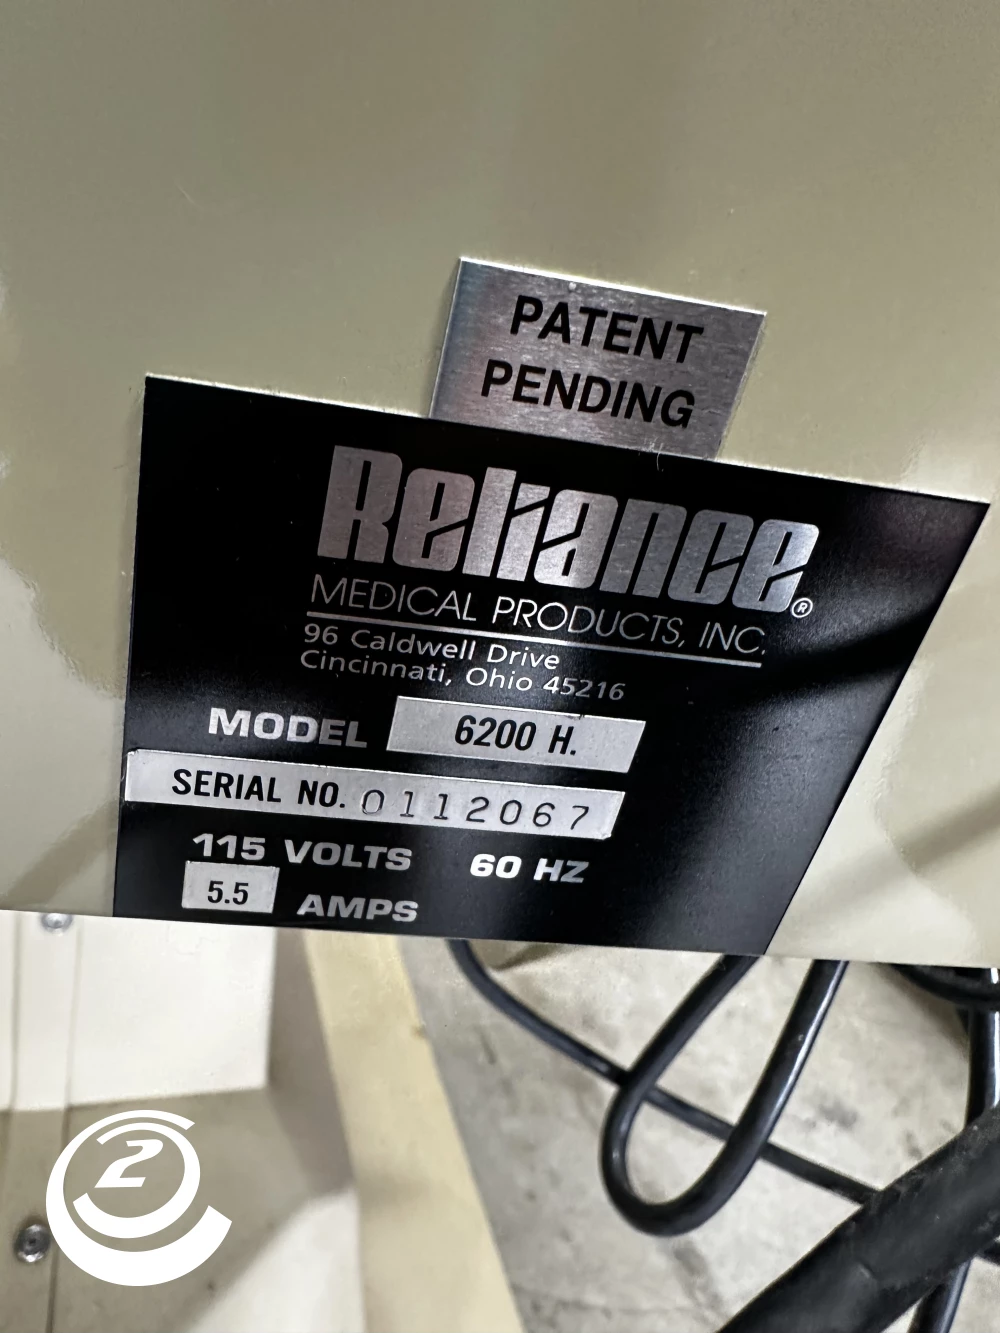 PATENT
PENDING
Reliance®
MEDICAL PRODUCTS, INC.
96 Caldwell Drive
Cincinnati, Ohio 45216
MODEL 6200 H.
SERIAL NO. 0112067
115 VOLTS 60 HZ
5.5 AMPS
2